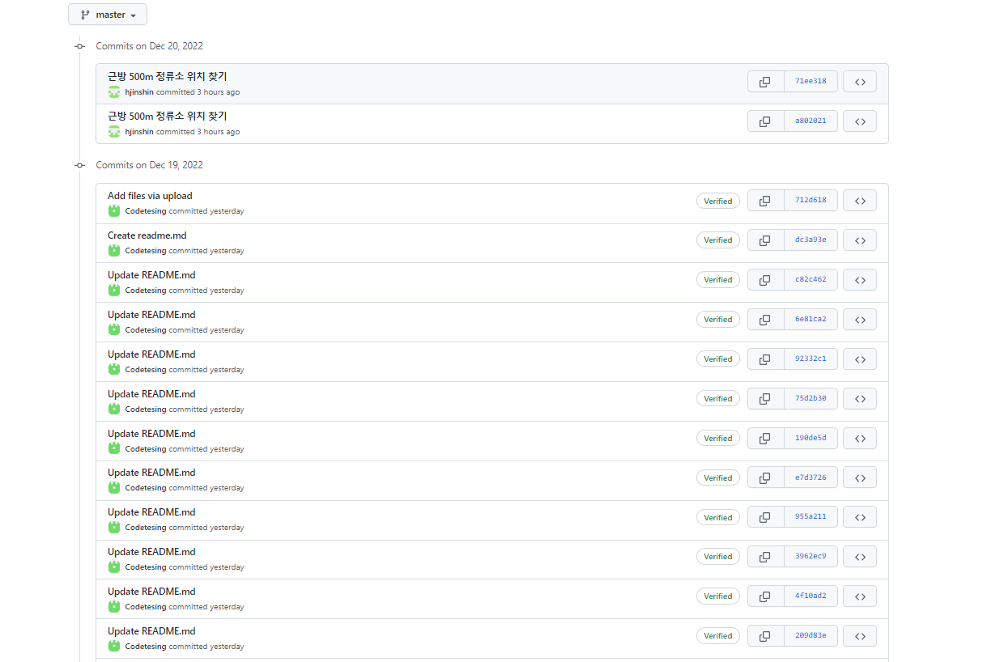 master
Commits on Dec 20, 2022
근방 500m 정류소 위치 찾기
hjinshin committed 3 hours ago
71ee318
근방 500m 정류소 위치 찾기
hjinshin committed 3 hours ago
a802021
Commits on Dec 19, 2022
Add files via upload
Codetesing committed yesterday
Verified
712d618
Create readme.md
Codetesing committed yesterday
Verified
dc3a93e
Update README.md
Codetesing committed yesterday
Verified
c82c462
Update README.md
Codetesing committed yesterday
Verified
6e81ca2
Update README.md
Codetesing committed yesterday
Verified
92332c1
Update README.md
Codetesing committed yesterday
Verified
75d2b30
Update README.md
Codetesing committed yesterday
Verified
190de5d
Update README.md
Codetesing committed yesterday
Verified
e7d3726
Update README.md
Codetesing committed yesterday
Verified
955a211
Update README.md
Codetesing committed yesterday
Verified
3962ec9
Update README.md
Codetesing committed yesterday
Verified
4f10ad2
Update README.md
Codetesing committed yesterday
Verified
209d83e